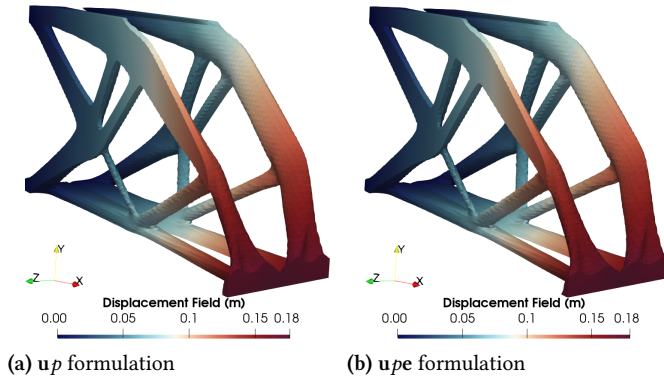 Y
Z
X
Displacement Field (m)
0.00 0.05 0.1 0.15 0.18
(a) up formulation
Y
Z
X
Displacement Field (m)
0.00 0.05 0.1 0.15 0.18
(b) upe formulation